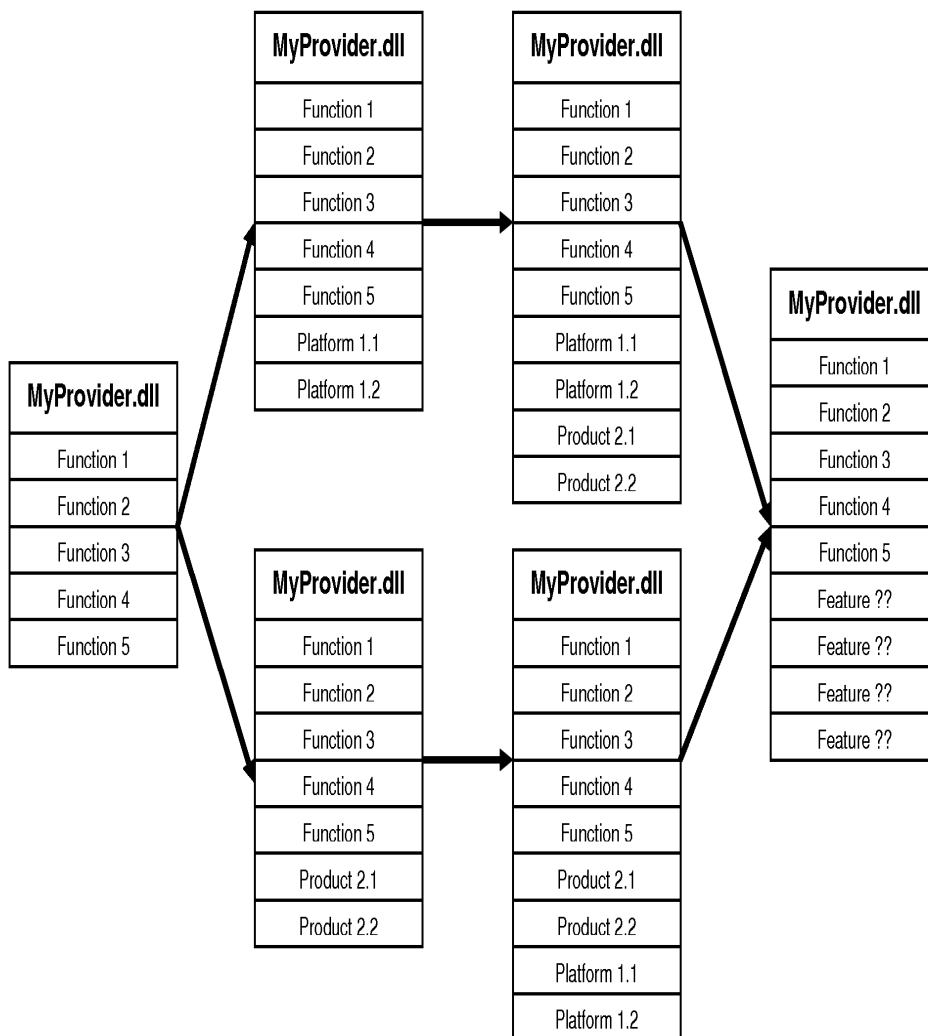 MyProvider.dll
Function 1
Function 2
Function 3
Function 4
Function 5
MyProvider.dll
Function 1
Function 2
Function 3
Function 4
Function 5
Platform 1.1
Platform 1.2
MyProvider.dll
Function 1
Function 2
Function 3
Function 4
Function 5
Platform 1.1
Platform 1.2
Product 2.1
Product 2.2
MyProvider.dll
Function 1
Function 2
Function 3
Function 4
Function 5
Product 2.1
Product 2.2
MyProvider.dll
Function 1
Function 2
Function 3
Function 4
Function 5
Product 2.1
Product 2.2
Platform 1.1
Platform 1.2
MyProvider.dll
Function 1
Function 2
Function 3
Function 4
Function 5
Feature ??
Feature ??
Feature ??
Feature ??